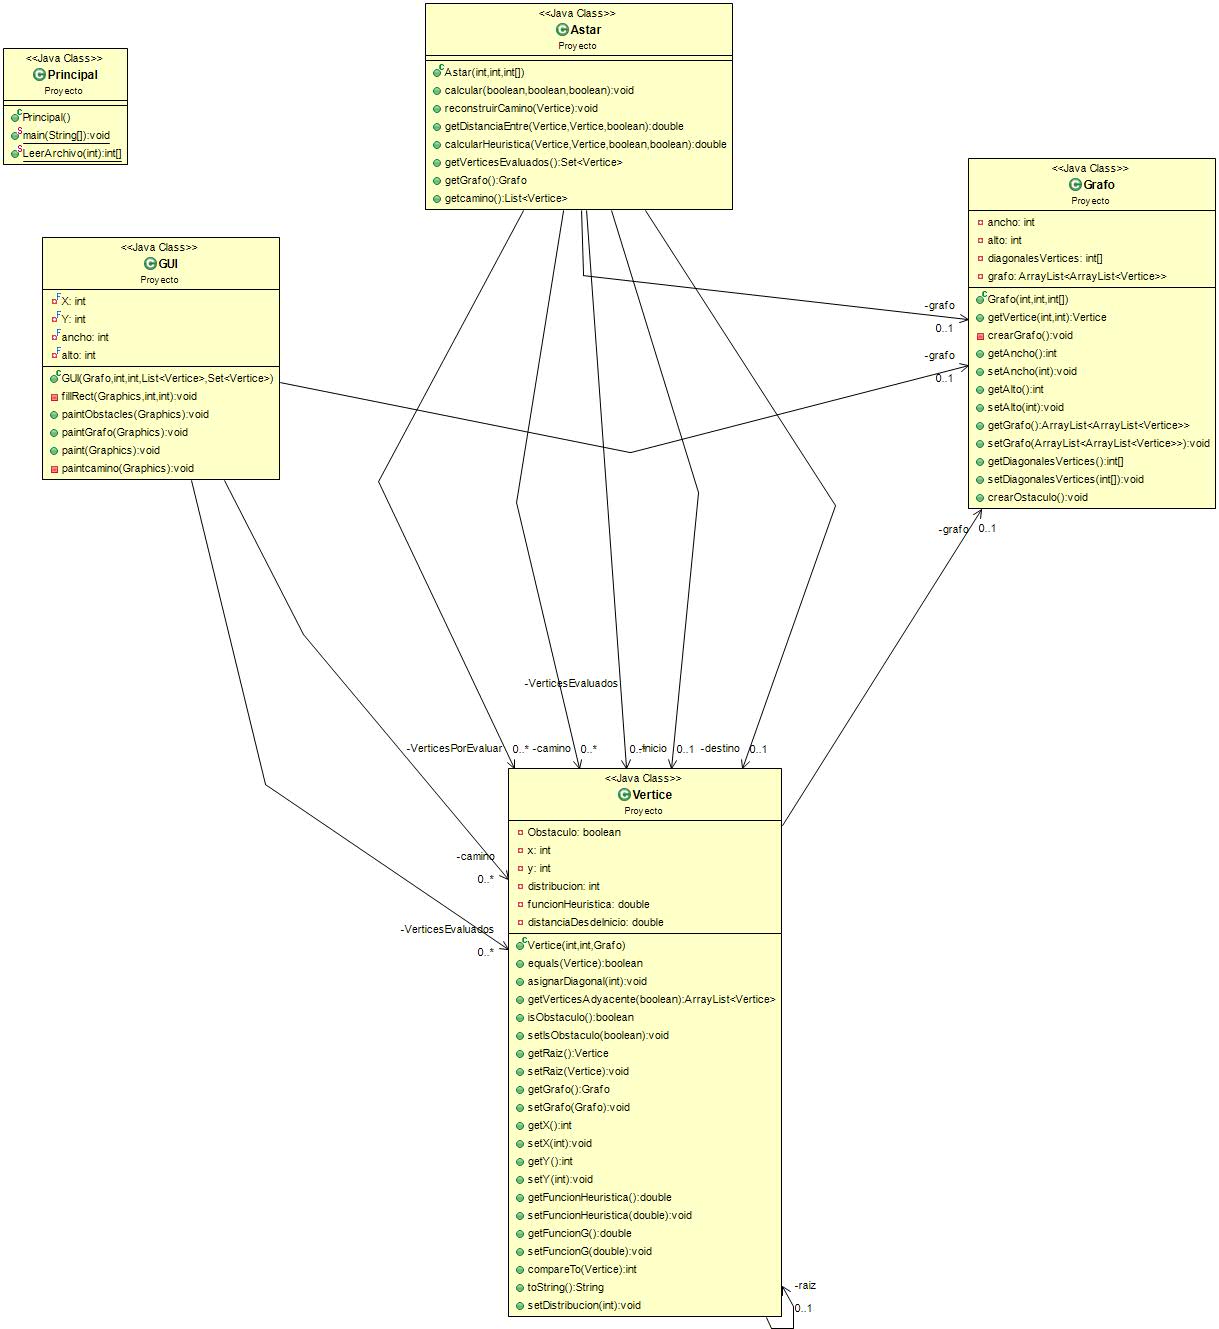 <<Java Class>>
Principal
Proyecto
Principal()
main(String[]):void
LeerArchivo(int):int[]
<<Java Class>>
Astar
Proyecto
Astar(int,int,int[])
calcular(boolean,boolean,boolean):void
reconstruirCamino(Vertice):void
getDistanciaEntre(Vertice,Vertice,boolean):double
calcularHeuristica(Vertice,Vertice,boolean,boolean):double
getVerticesEvaluados():Set<Vertice>
getGrafo():Grafo
getcamino():List<Vertice>
<<Java Class>>
Grafo
Proyecto
ancho: int
alto: int
diagonalesVertices: int[]
grafo: ArrayList<ArrayList<Vertice>>
Grafo(int,int,int[])
getVertice(int,int):Vertice
crearGrafo():void
getAncho():int
setAncho(int):void
getAlto():int
setAlto(int):void
getGrafo():ArrayList<ArrayList<Vertice>>
setGrafo(ArrayList<ArrayList<Vertice>>):void
getDiagonalesVertices():int[]
setDiagonalesVertices(int[]):void
crearOstaculo():void
<<Java Class>>
GUI
Proyecto
X: int
Y: int
ancho: int
alto: int
GUI(Grafo,int,int,List<Vertice>,Set<Vertice>)
fillRect(Graphics,int,int):void
paintObstacles(Graphics):void
paintGrafo(Graphics):void
paint(Graphics):void
paintcamino(Graphics):void
-grafo
0..1
-grafo
0..1
-grafo
0..1
-VerticesEvaluados
-VerticesPorEvaluar
0..*
-camino
0..*
0..*
-inicio
0..1
-destino
0..1
-camino
0..*
-VerticesEvaluados
0..*
<<Java Class>>
Vertice
Proyecto
Obstaculo: boolean
x: int
y: int
distribucion: int
funcionHeuristica: double
distanciaDesdeInicio: double
Vertice(int,int,Grafo)
equals(Vertice):boolean
asignarDiagonal(int):void
getVerticesAdyacente(boolean):ArrayList<Vertice>
isObstaculo():boolean
setIsObstaculo(boolean):void
getRaiz():Vertice
setRaiz(Vertice):void
getGrafo():Grafo
setGrafo(Grafo):void
getX():int
setX(int):void
getY():int
setY(int):void
getFuncionHeuristica():double
setFuncionHeuristica(double):void
getFuncionG():double
setFuncionG(double):void
compareTo(Vertice):int
toString():String
setDistribucion(int):void
-raiz
0..1